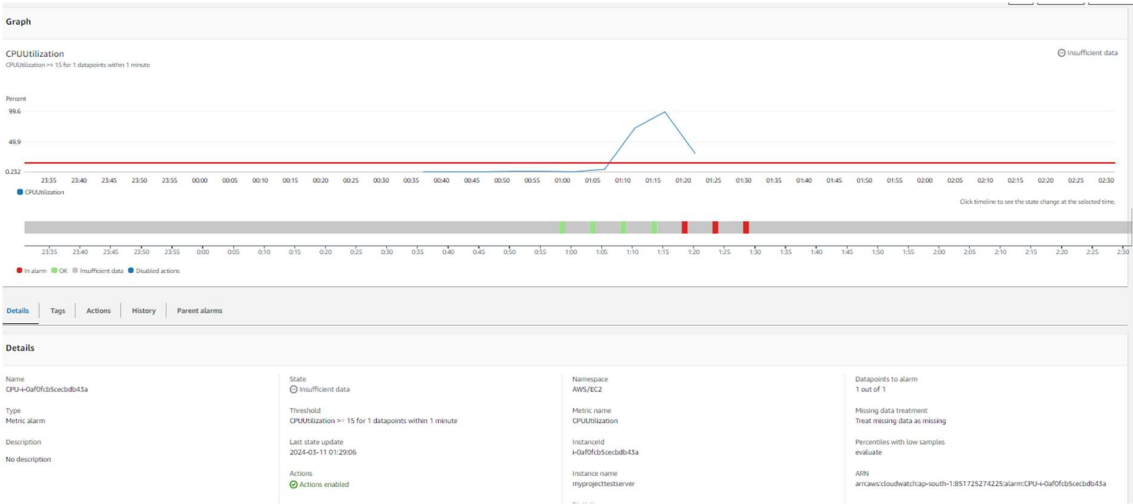 Graph
CPUUtilization
Insufficient data
CPUUtilization >= 15 for 1 datapoints within 1 minute
Percent
99.6
49.9
0.252
23:35 23:40 23:45 23:50 23:55 00:00 00:05 00:10 00:15 00:20 00:25 00:30 00:35 00:40 00:45 00:50 00:55 01:00 01:05 01:10 01:15 01:20 01:25 01:30 01:35 01:40 01:45 01:50 01:55 02:00 02:05 02:10 02:15 02:20 02:25 02:30
CPUUtilization
Click timeline to see the state change at the selected time.
23:35 23:40 23:45 23:50 23:55 0:00 0:05 0:10 0:15 0:20 0:25 0:30 0:35 0:40 0:45 0:50 0:55 1:00 1:05 1:10 1:15 1:20 1:25 1:30 1:35 1:40 1:45 1:50 1:55 2:00 2:05 2:10 2:15 2:20 2:25 2:30
In alarm OK Insufficient data Disabled actions
Details Tags Actions History Parent alarms
Details
Name State Namespace Datapoints to alarm
CPU-i-0af0fcb5cecbdb43a Insufficient data AWS/EC2 1 out of 1
Type Threshold Metric name Missing data treatment
Metric alarm CPUUtilization >= 15 for 1 datapoints within 1 minute CPUUtilization Treat missing data as missing
Description Last state update InstanceId Percentiles with low samples
No description 2024-03-11 01:29:06 i-0af0fcb5cecbdb43a evaluate
Actions Instance name ARN
Actions enabled myprojecttestserver arn:aws:cloudwatch:ap-south-1:851725274225:alarm:CPU-i-0af0fcb5cecbdb43a